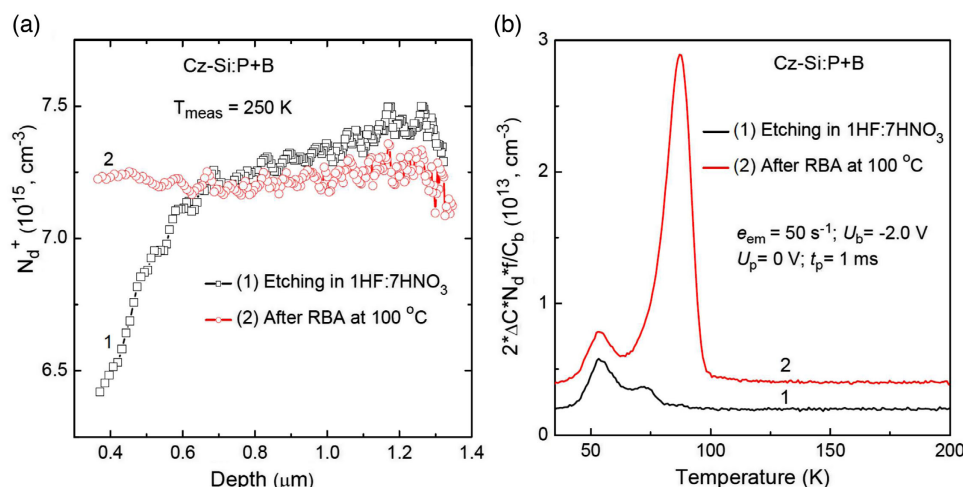 (a)
Cz-Si:P+B
T_meas = 250 K
7.5
7.0
6.5
N_d^+ (10^15, cm^-3)
2
1
(1) Etching in 1HF:7HNO_3
(2) After RBA at 100 °C
0.4 0.6 0.8 1.0 1.2 1.4
Depth (μm)
(b)
Cz-Si:P+B
(1) Etching in 1HF:7HNO_3
(2) After RBA at 100 °C
e_em = 50 s^-1; U_b= -2.0 V
U_p= 0 V; t_p= 1 ms
3
2
1
0
2*ΔC*N_d*f/C_b (10^13, cm^-3)
2
1
50 100 150 200
Temperature (K)